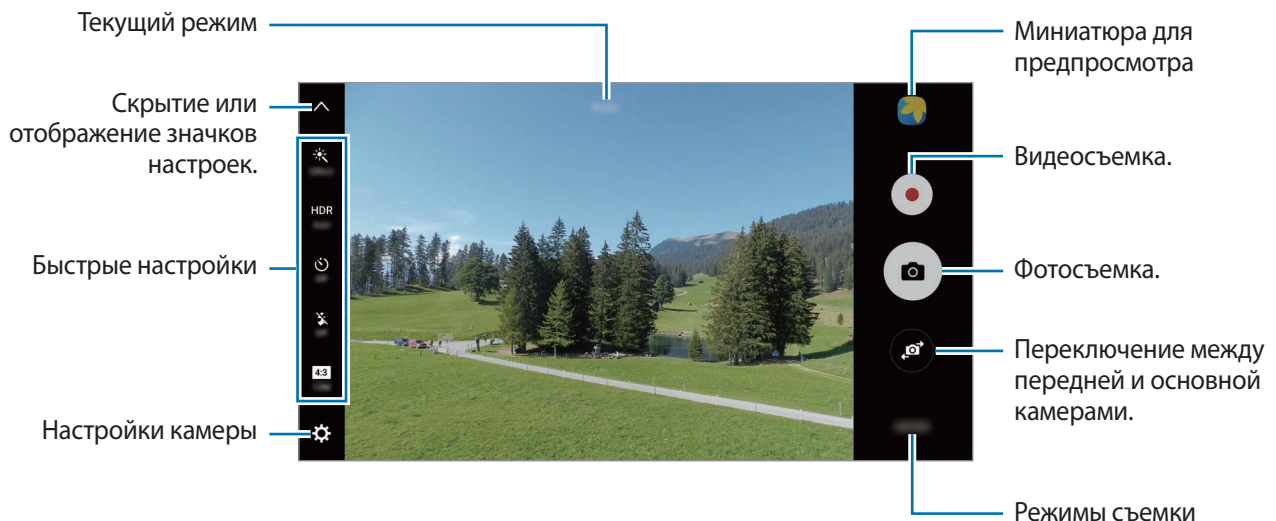 Текущий режим
Скрытие или
отображение значков
настроек.
Быстрые настройки
Настройки камеры
HDR
4:3
Миниатюра для
предпросмотра
Видеосъемка.
Фотосъемка.
Переключение между
передней и основной
камерами.
Режимы съемки